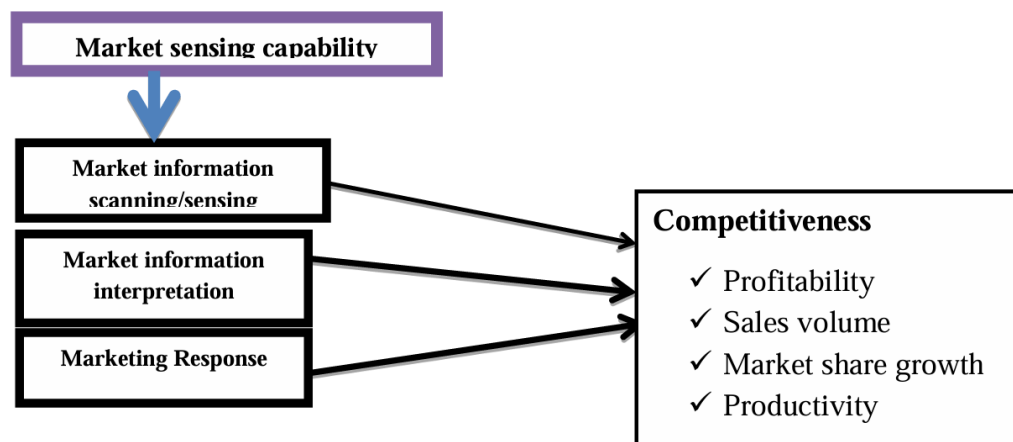 Market sensing capability
Market information
scanning/sensing
Market information
interpretation
Marketing Response
Competitiveness
✓ Profitability
✓ Sales volume
✓ Market share growth
✓ Productivity